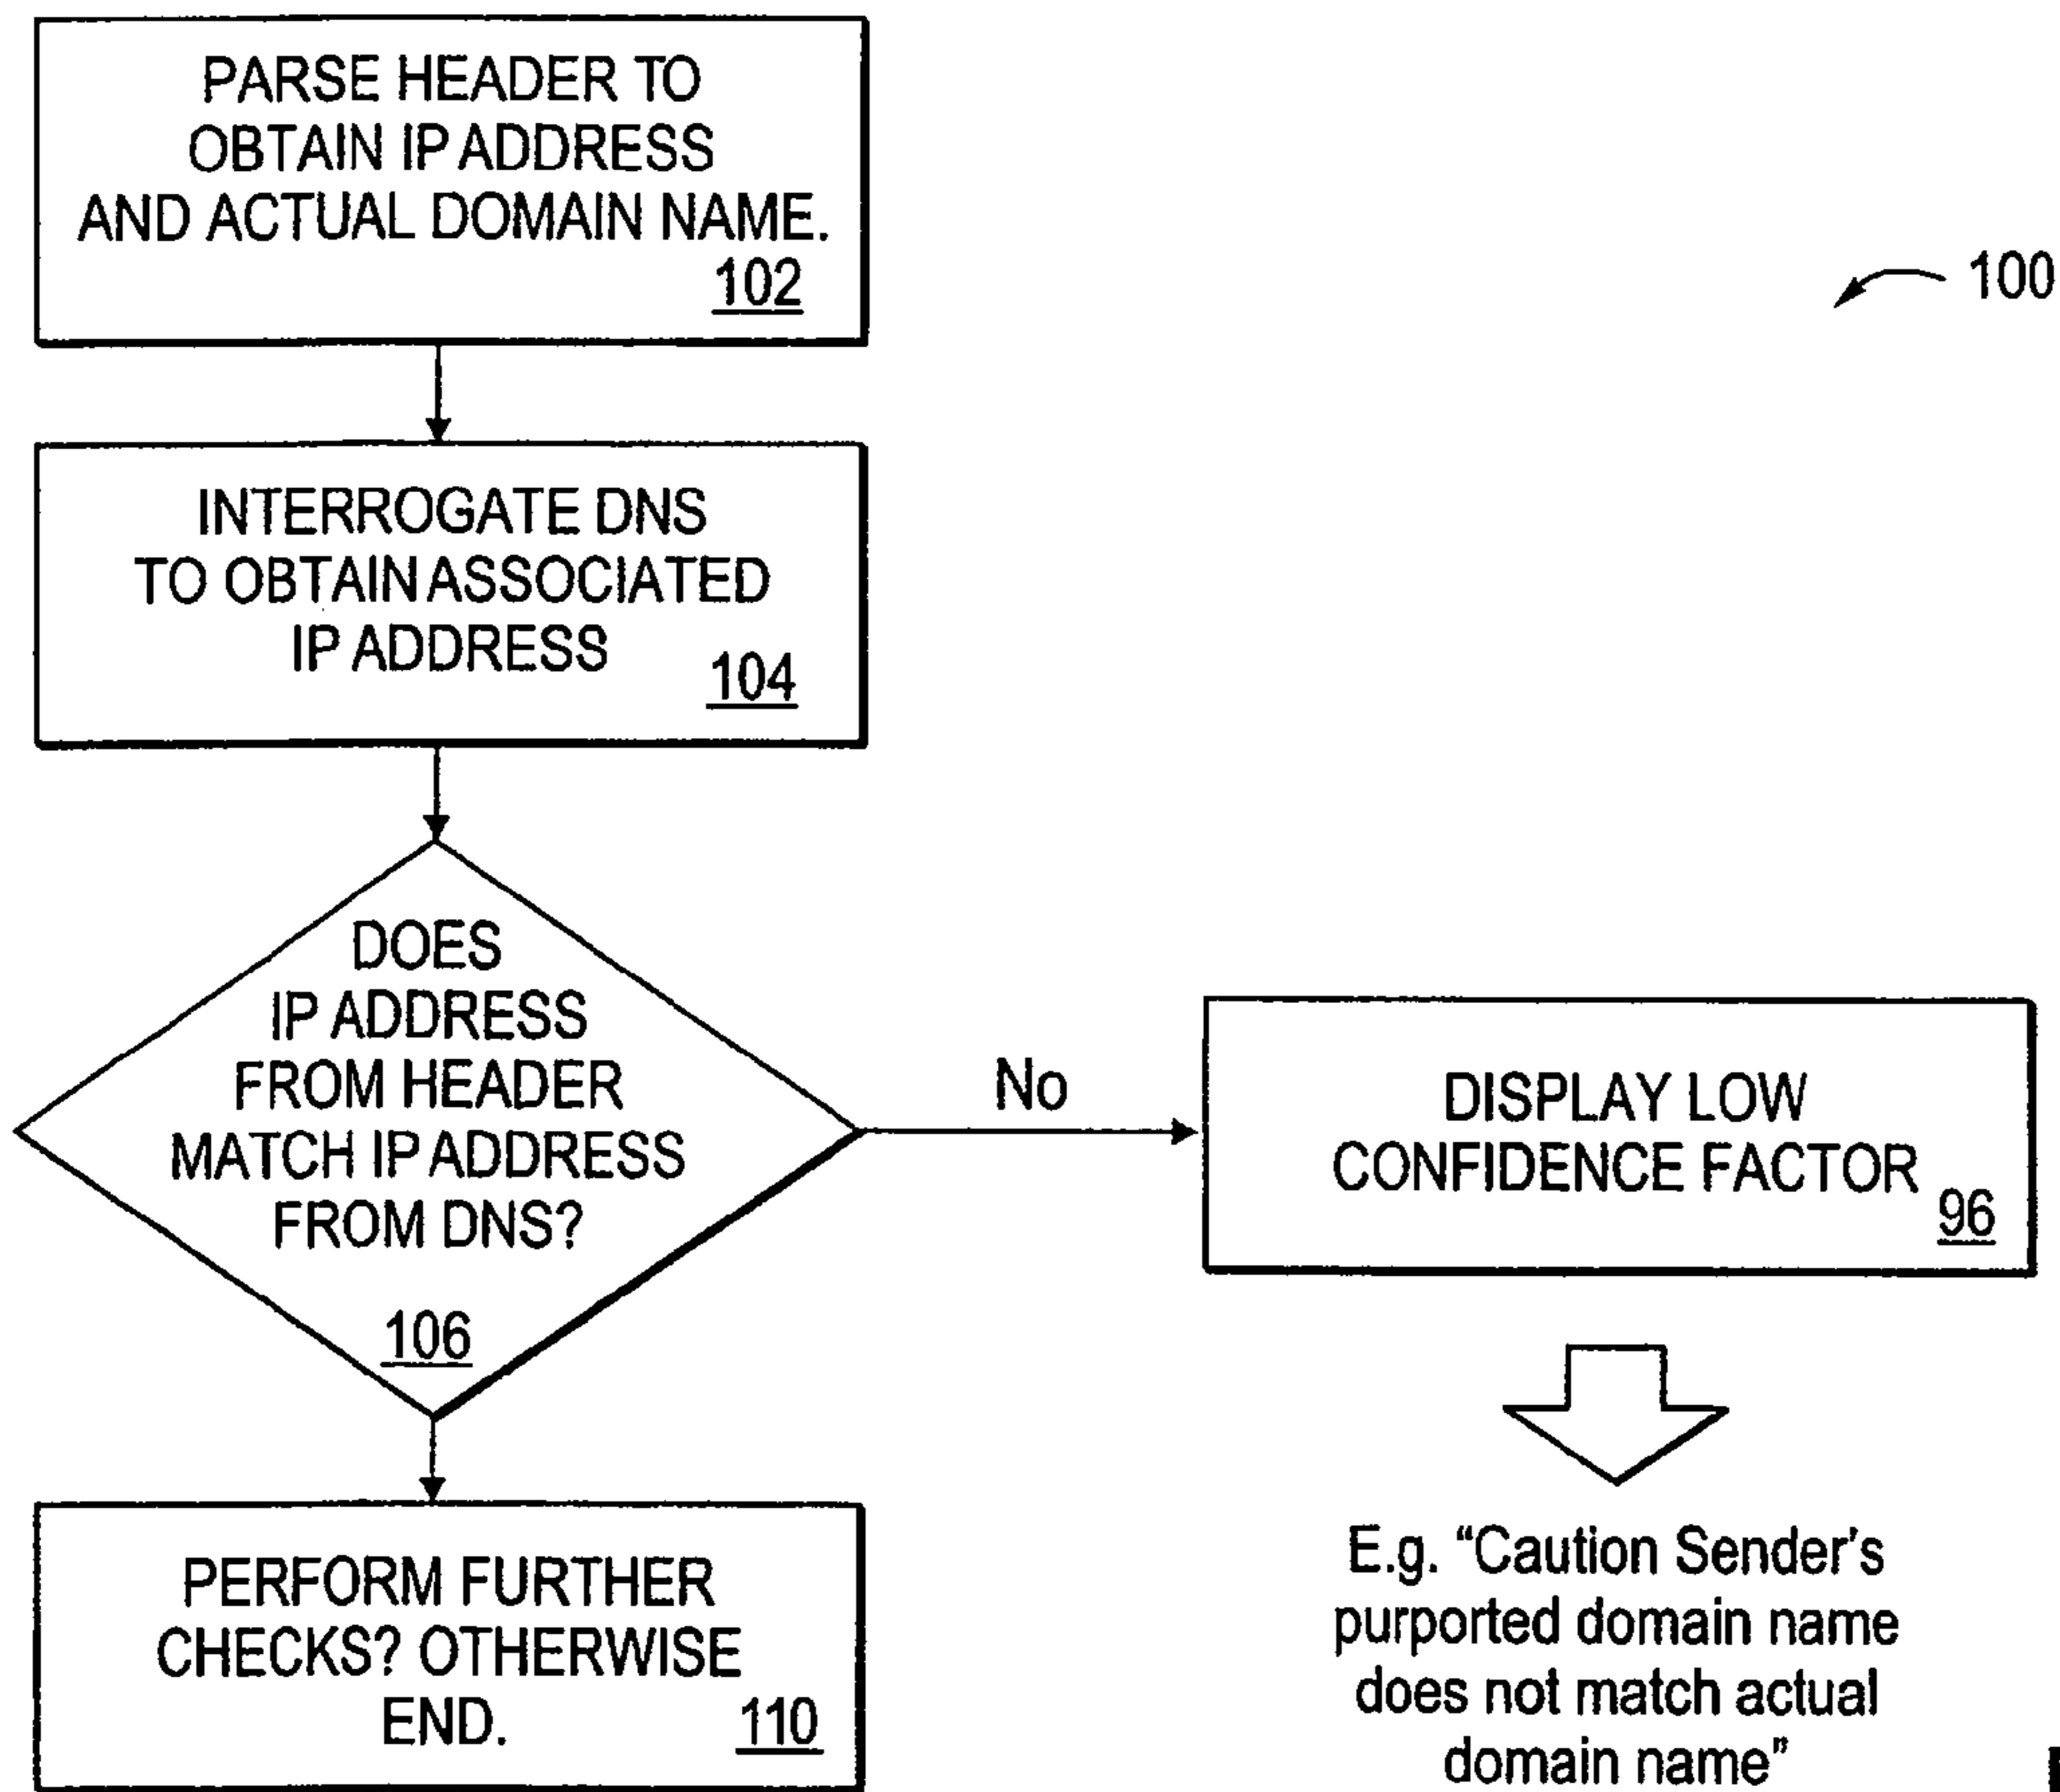 PARSE HEADER TO
OBTAIN IP ADDRESS
AND ACTUAL DOMAIN NAME.
102
100
INTERROGATE DNS
TO OBTAIN ASSOCIATED
IP ADDRESS
104
DOES
IP ADDRESS
FROM HEADER
MATCH IP ADDRESS
FROM DNS?
106
No
DISPLAY LOW
CONFIDENCE FACTOR
96
PERFORM FURTHER
CHECKS? OTHERWISE
END.
110
E.g. “Caution Sender’s
purported domain name
does not match actual
domain name”